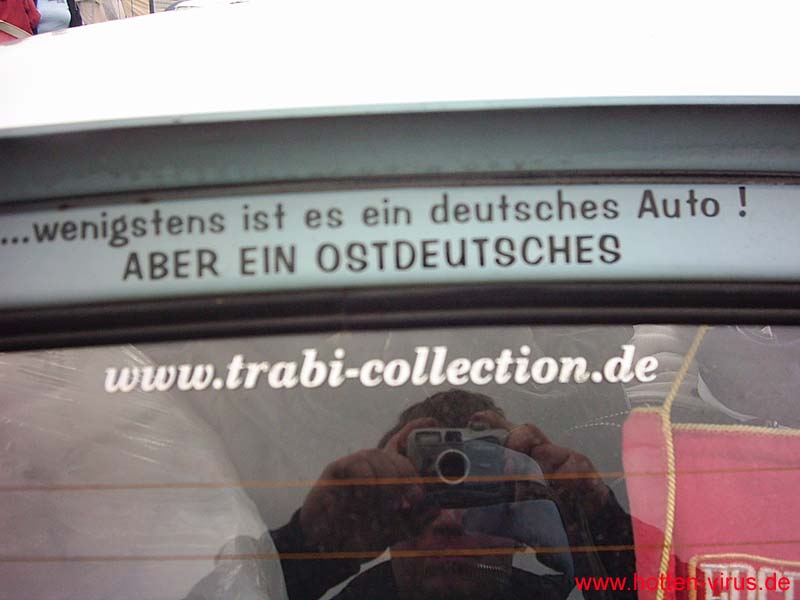 ...wenigstens ist es ein deutsches Auto !
ABER EIN OSTDEUTSCHES
www.trabi-collection.de
www.hotten-virus.de